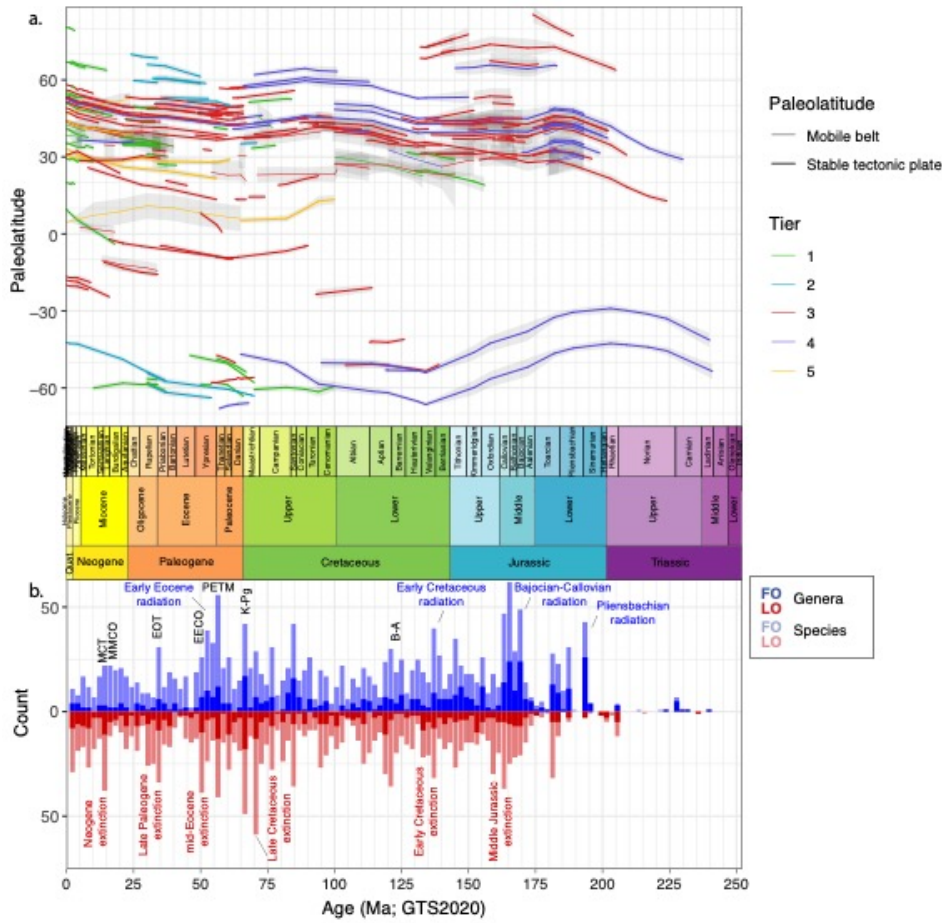 a.
60
30
0
−30
−60
Paleolatitude
Paleolatitude
Mobile belt
Stable tectonic plate
Tier
1
2
3
4
5
Tortonian
Chattian
Rupelian
Priabonian
Bartonian
Lutetian
Ypresian
Danian
Maastrichtian
Campanian
Santonian
Coniacian
Turonian
Cenomanian
Albian
Aptian
Barremian
Hauterivian
Valanginian
Berriasian
Tithonian
Kimmeridgian
Oxfordian
Callovian
Bathonian
Bajocian
Aalenian
Toarcian
Pliensbachian
Sinemurian
Hettangian
Rhaetian
Norian
Carnian
Ladinian
Anisian
Miocene
Oligocene
Eocene
Paleocene
Upper
Lower
Upper
Middle
Lower
Upper
Middle
Lower
Quat.
Neogene
Paleogene
Cretaceous
Jurassic
Triassic
b.
50
0
50
Count
MCT
MMCO
EOT
Early Eocene
radiation
EECO
PETM
K-Pg
B-A
Early Cretaceous
radiation
Bajocian-Callovian
radiation
Pliensbachian
radiation
Neogene
extinction
Late Paleogene
extinction
mid-Eocene
extinction
Late Cretaceous
extinction
Early Cretaceous
extinction
Middle Jurassic
extinction
FO
LO Genera
FO
LO Species
0 25 50 75 100 125 150 175 200 225 250
Age (Ma; GTS2020)